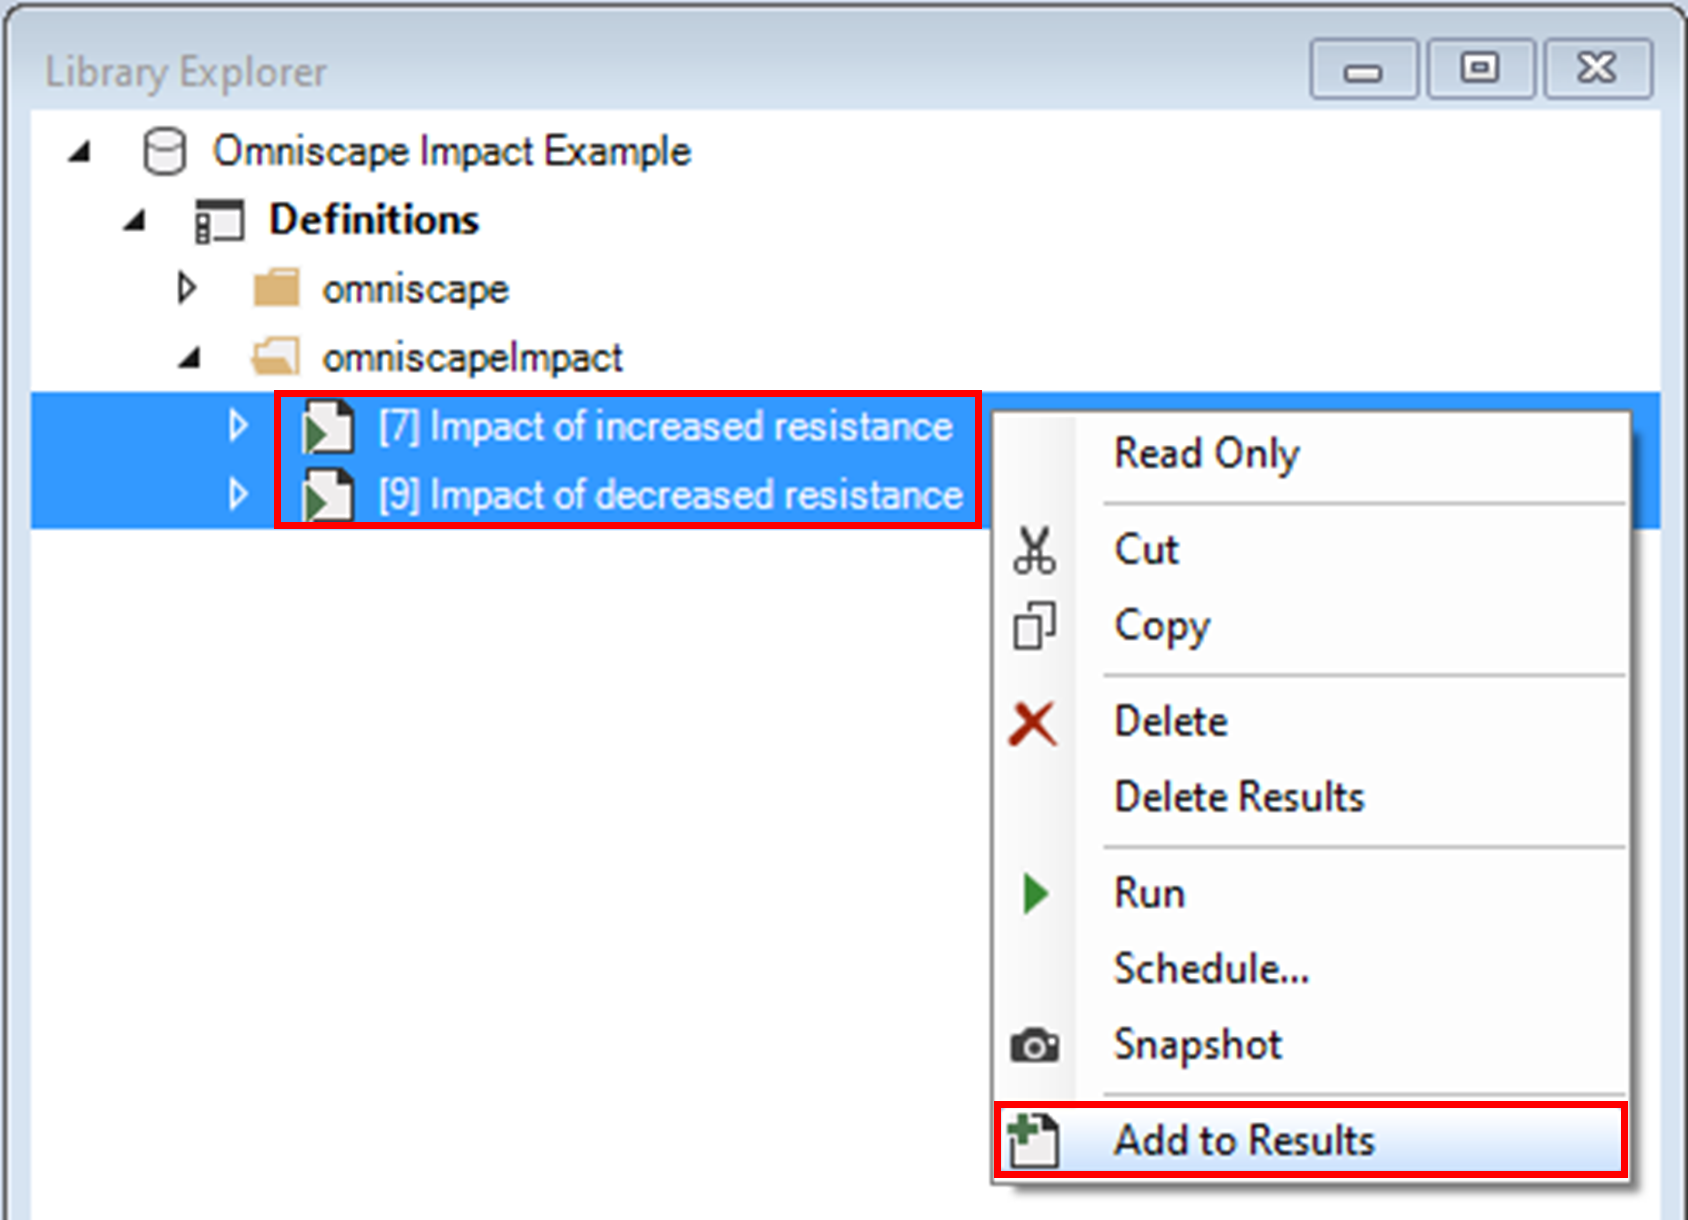 Library Explorer
Omniscape Impact Example
Definitions
omniscape
omniscapeImpact
[7] Impact of increased resistance
[9] Impact of decreased resistance
Read Only
Cut
Copy
Delete
Delete Results
Run
Schedule...
Snapshot
Add to Results